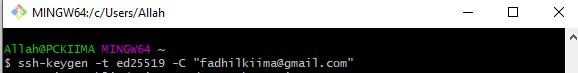 MINGW64:/c/Users/Allah
Allah@PCKIIMA MINGW64 ~
$ ssh-keygen -t ed25519 -C "fadhilkiima@gmail.com"